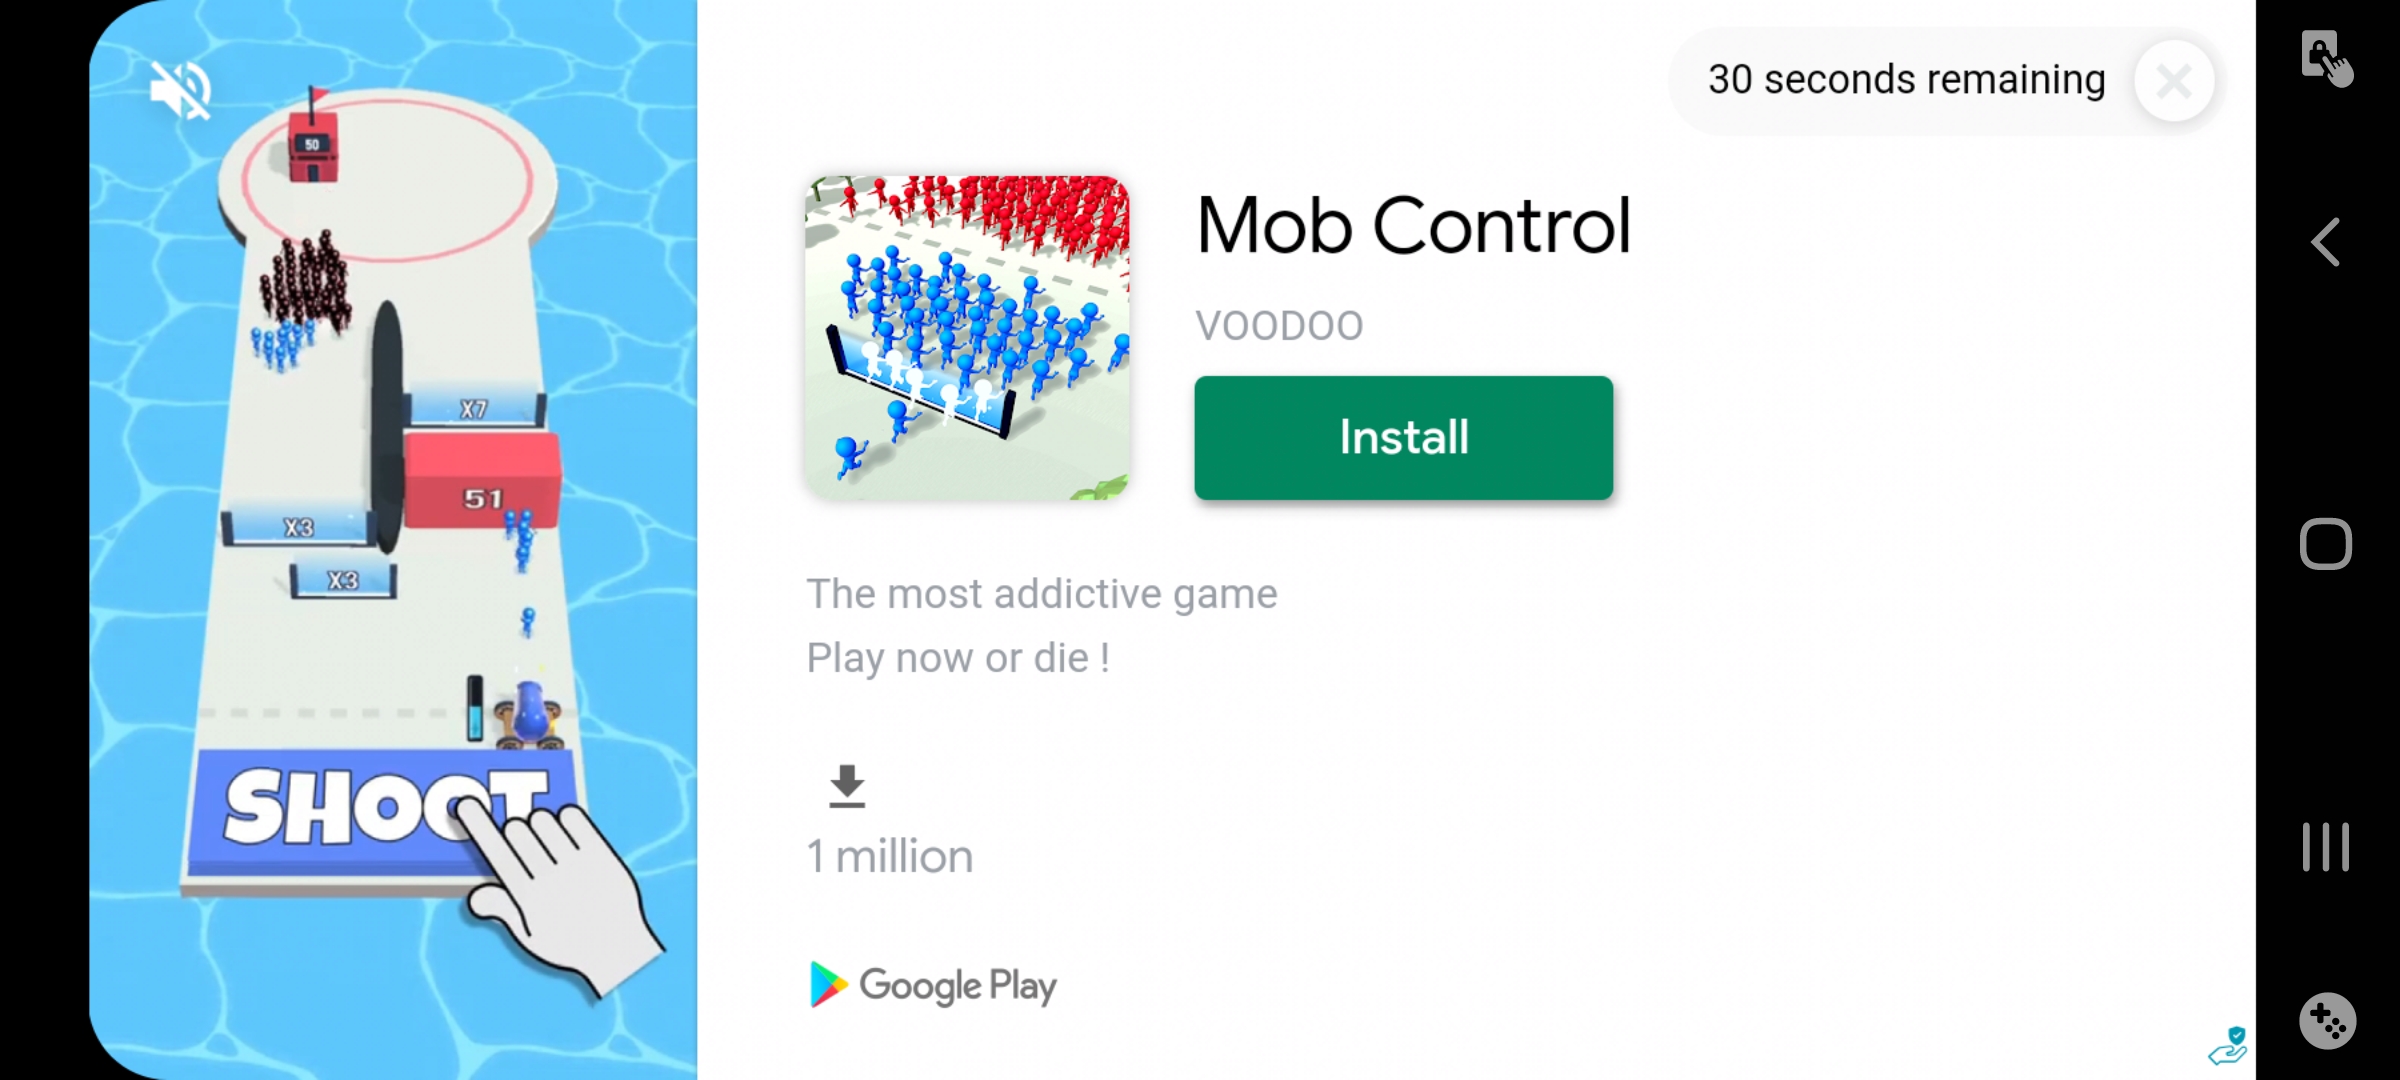 30 seconds remaining
50
Mob Control
VOODOO
X7
Install
51
X3
X3
The most addictive game
Play now or die !
SHOOT
1 million
Google Play